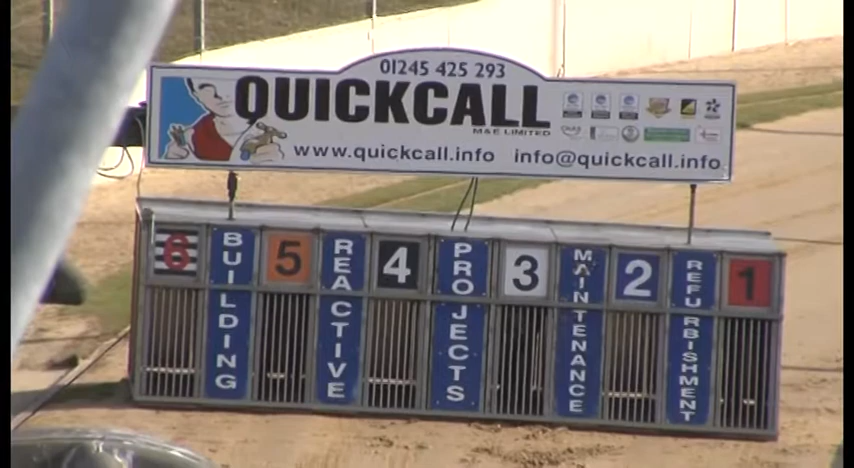 01245 425 293
QUICKCALL
M&E LIMITED
www.quickcall.info info@quickcall.info
6 BUILDING 5 REACTIVE 4 PROJECTS 3 MAINTENANCE 2 REFURBISHMENT 1